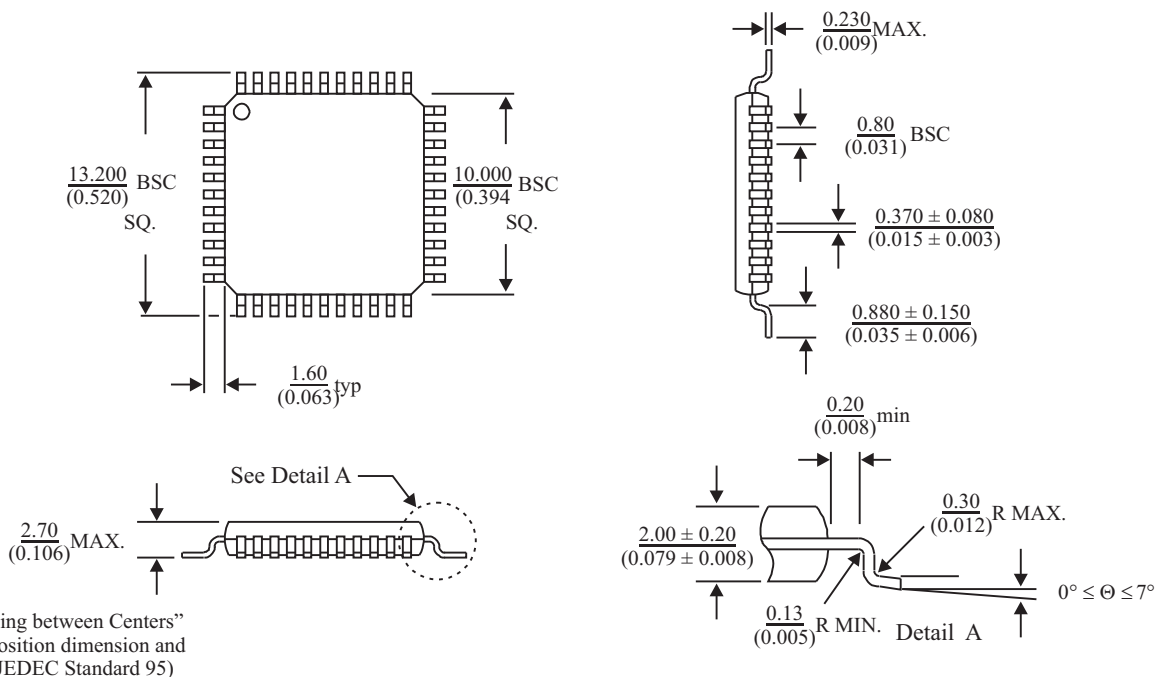 0.230
(0.009) MAX.
0.80
(0.031) BSC
13.200
(0.520) BSC
SQ.
10.000
(0.394 BSC
SQ.
0.370 ± 0.080
(0.015 ± 0.003)
0.880 ± 0.150
(0.035 ± 0.006)
1.60
(0.063) typ
0.20
(0.008) min
See Detail A
2.70
(0.106) MAX.
2.00 ± 0.20
(0.079 ± 0.008)
0.30
(0.012) R MAX.
0° ≤ Θ ≤ 7°
0.13
(0.005) R MIN.
Detail A
between Centers”
dimension and
JEDEC Standard 95)